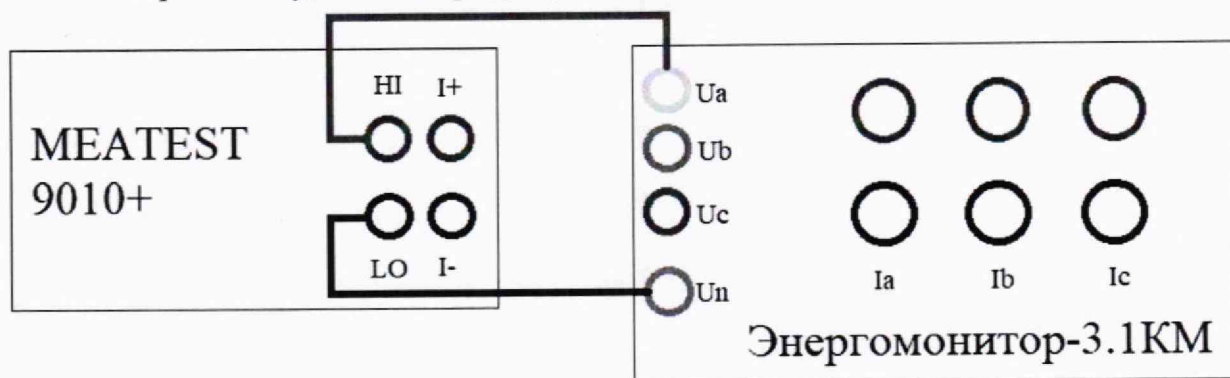 MEATEST
9010+
HI I+
LO I-
Ua
Ub
Uc
Un
Ia Ib Ic
Энергомонитор-3.1КМ